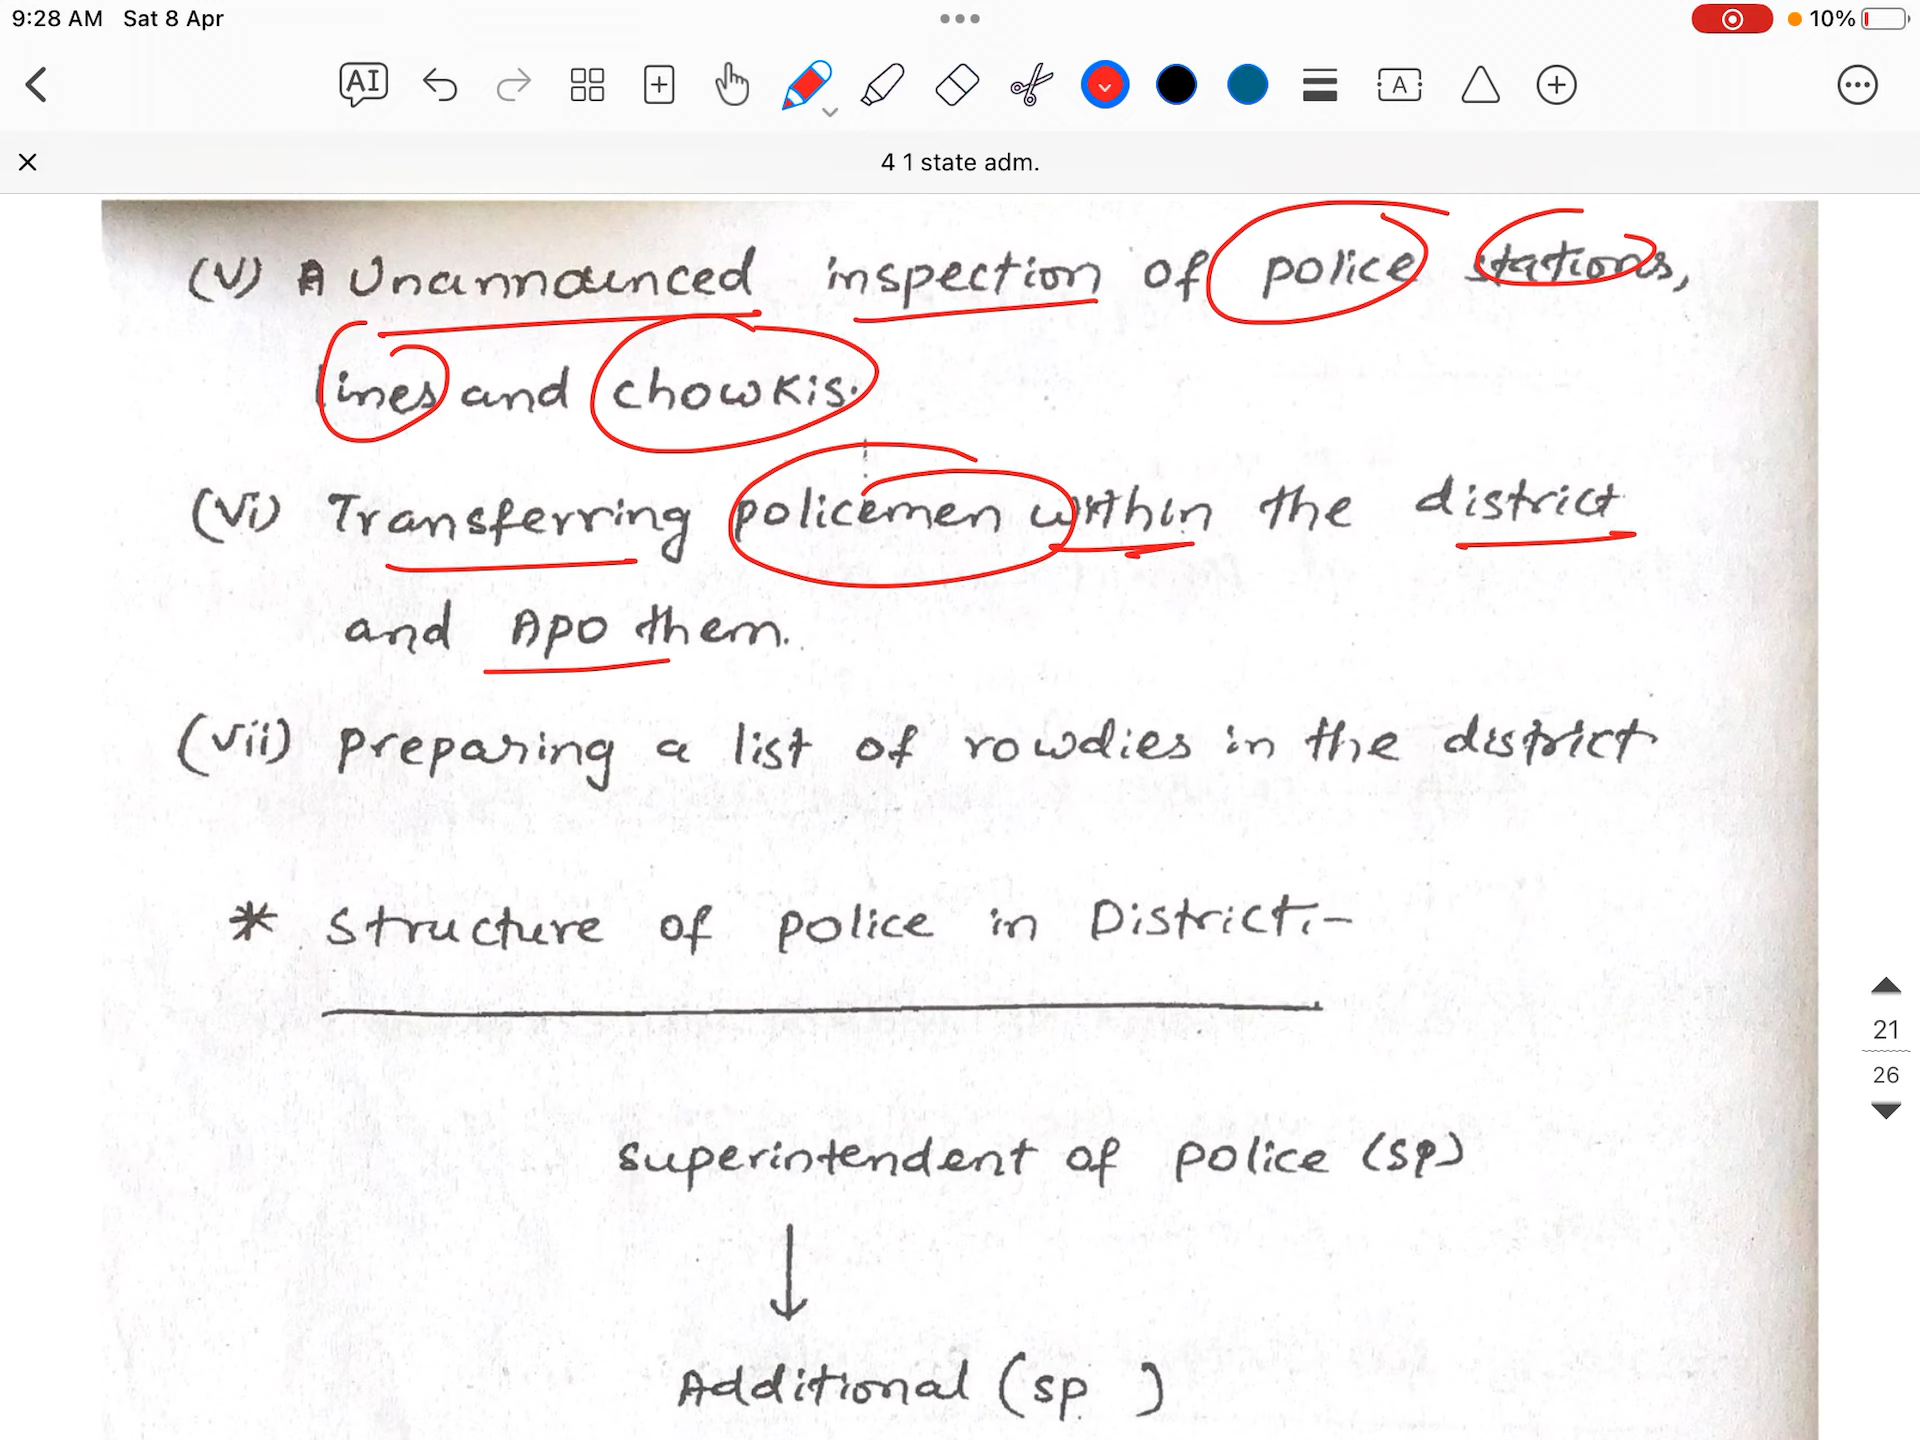 9:28 AM Sat 8 Apr
10%
AI
A
4 1 state adm.
(v) A Unannounced inspection of police stations,
lines and chowkis.
(vi) Transferring policemen within the district
and APO them.
(vii) preparing a list of rowdies in the district
* structure of police in District:-
21
26
superintendent of police (SP)
↓
Additional (SP )